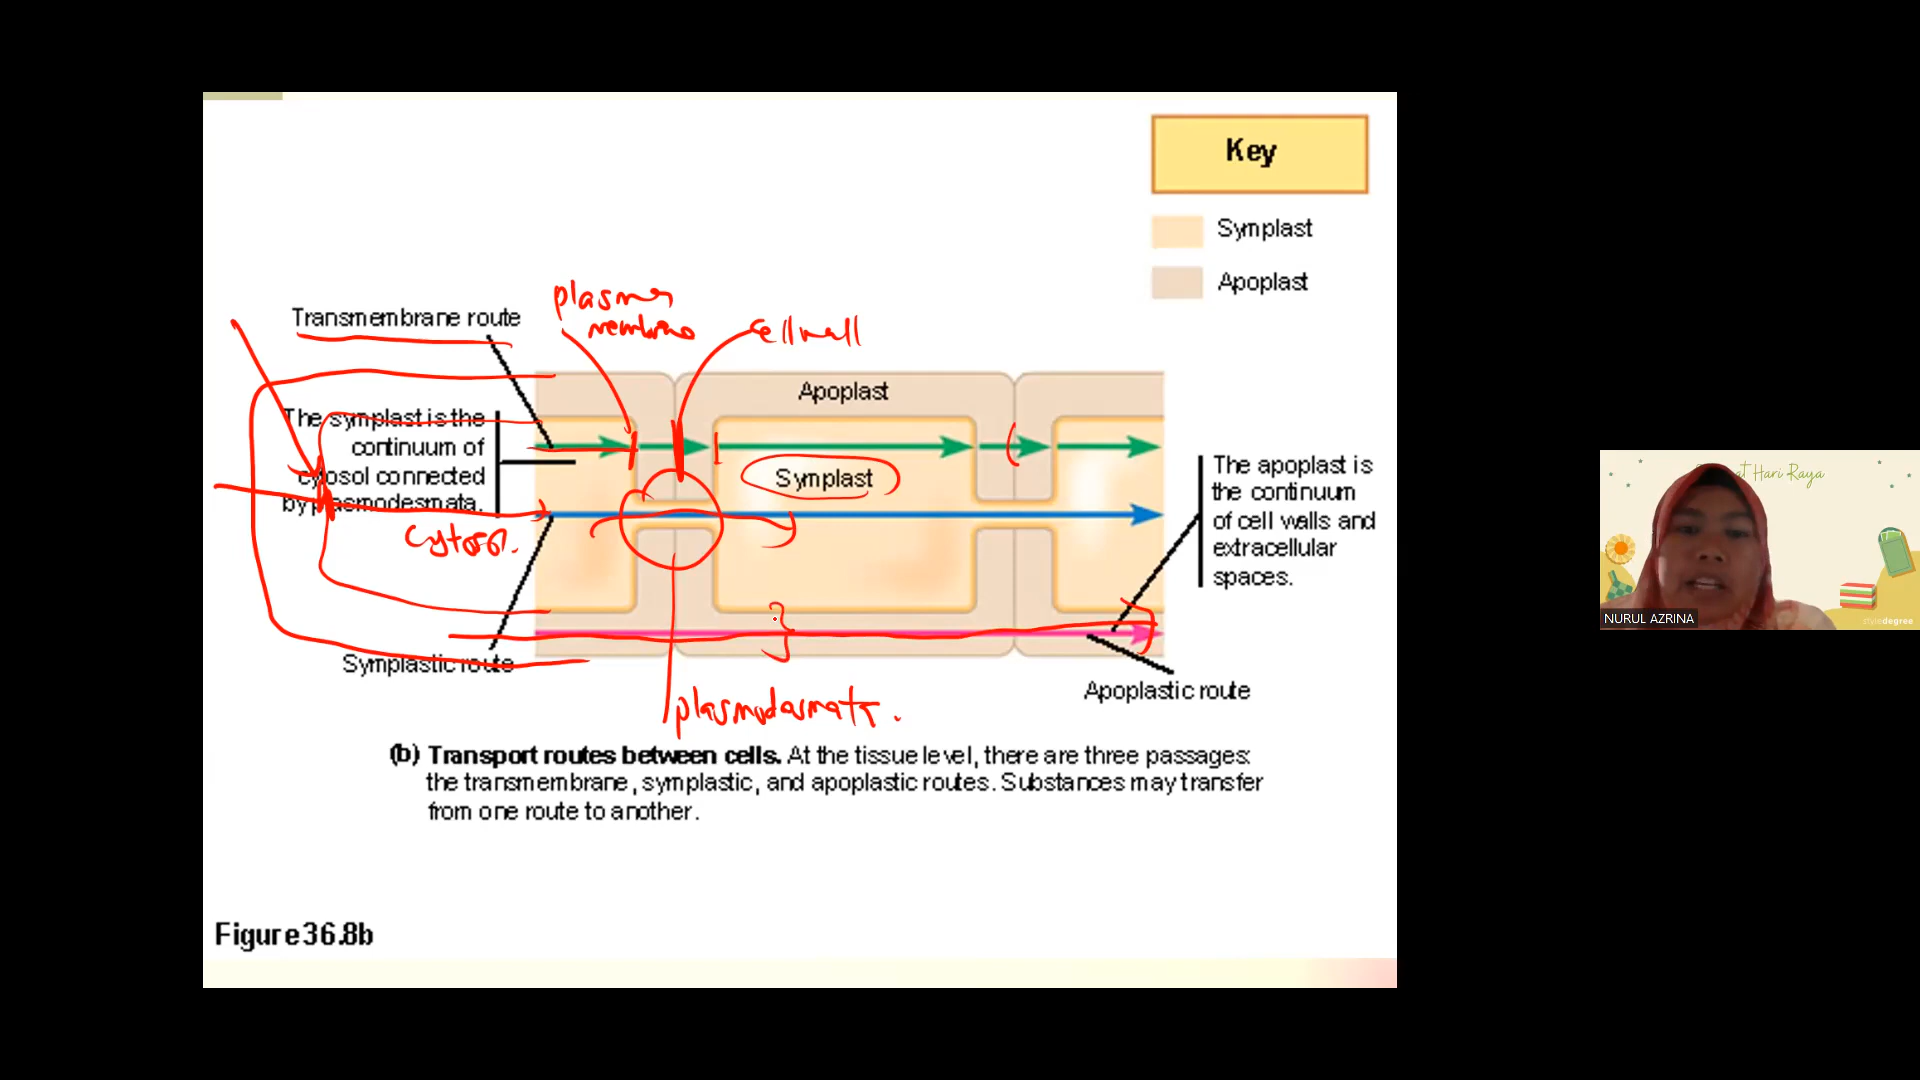 Key
Symplast
Apoplast
Transmembrane route
plasma
membrane
cell wall
Apoplast
The symplast is the
continuum of
cytosol connected
by plasmodesmata.
Symplast
cytosol.
The apoplast is
the continuum
of cell walls and
extracellular
spaces.
Symplastic route
Apoplastic route
plasmodesmata.
(b) Transport routes between cells. At the tissue level, there are three passages:
the transmembrane, symplastic, and apoplastic routes. Substances may transfer
from one route to another.
Figure 36.8b
Hari Raya
NURUL AZRINA
styledegree